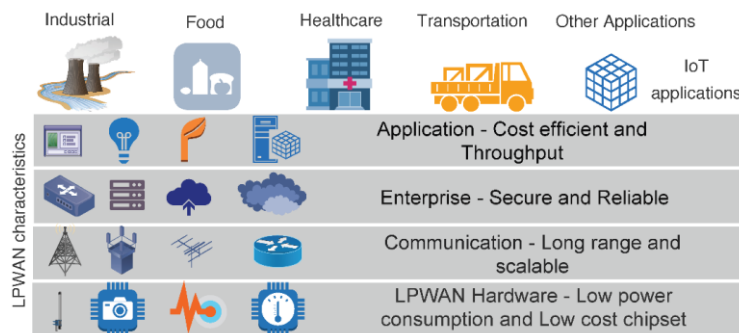 Industrial
Food
Healthcare
Transportation
Other Applications
IoT
applications
LPWAN characteristics
Application - Cost efficient and
Throughput
Enterprise - Secure and Reliable
Communication - Long range and
scalable
LPWAN Hardware - Low power
consumption and Low cost chipset